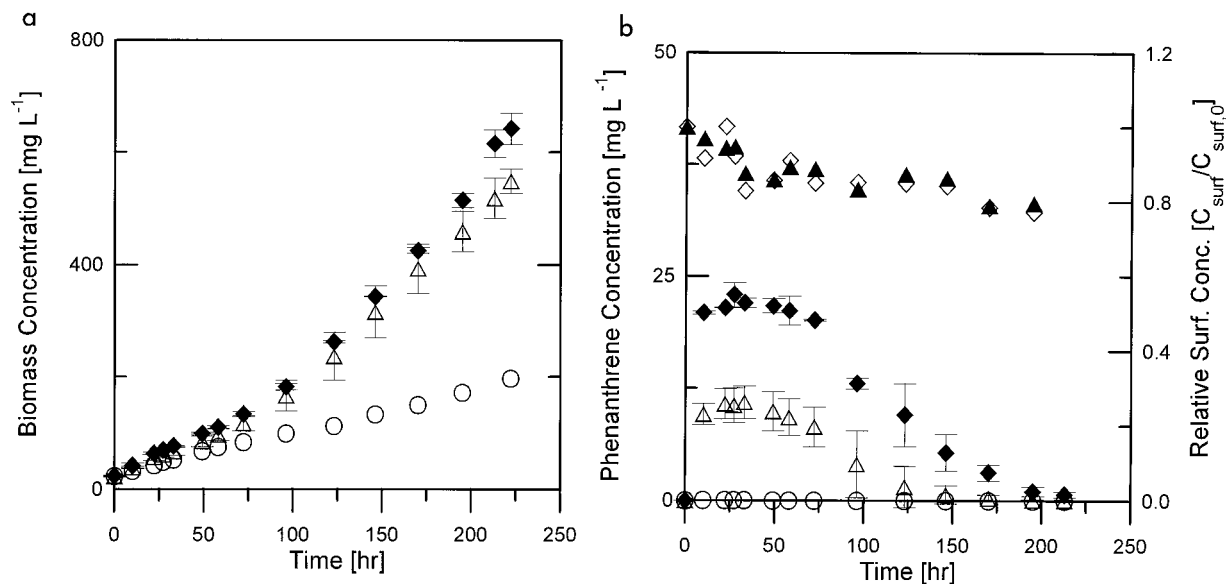 a
800
400
0
Biomass Concentration [mg L⁻¹]
0 50 100 150 200 250
Time [hr]
b
50
25
0
Phenanthrene Concentration [mg L⁻¹]
1.2
0.8
0.4
0.0
Relative Surf. Conc. [C_surf/C_surf,0]
0 50 100 150 200 250
Time [hr]